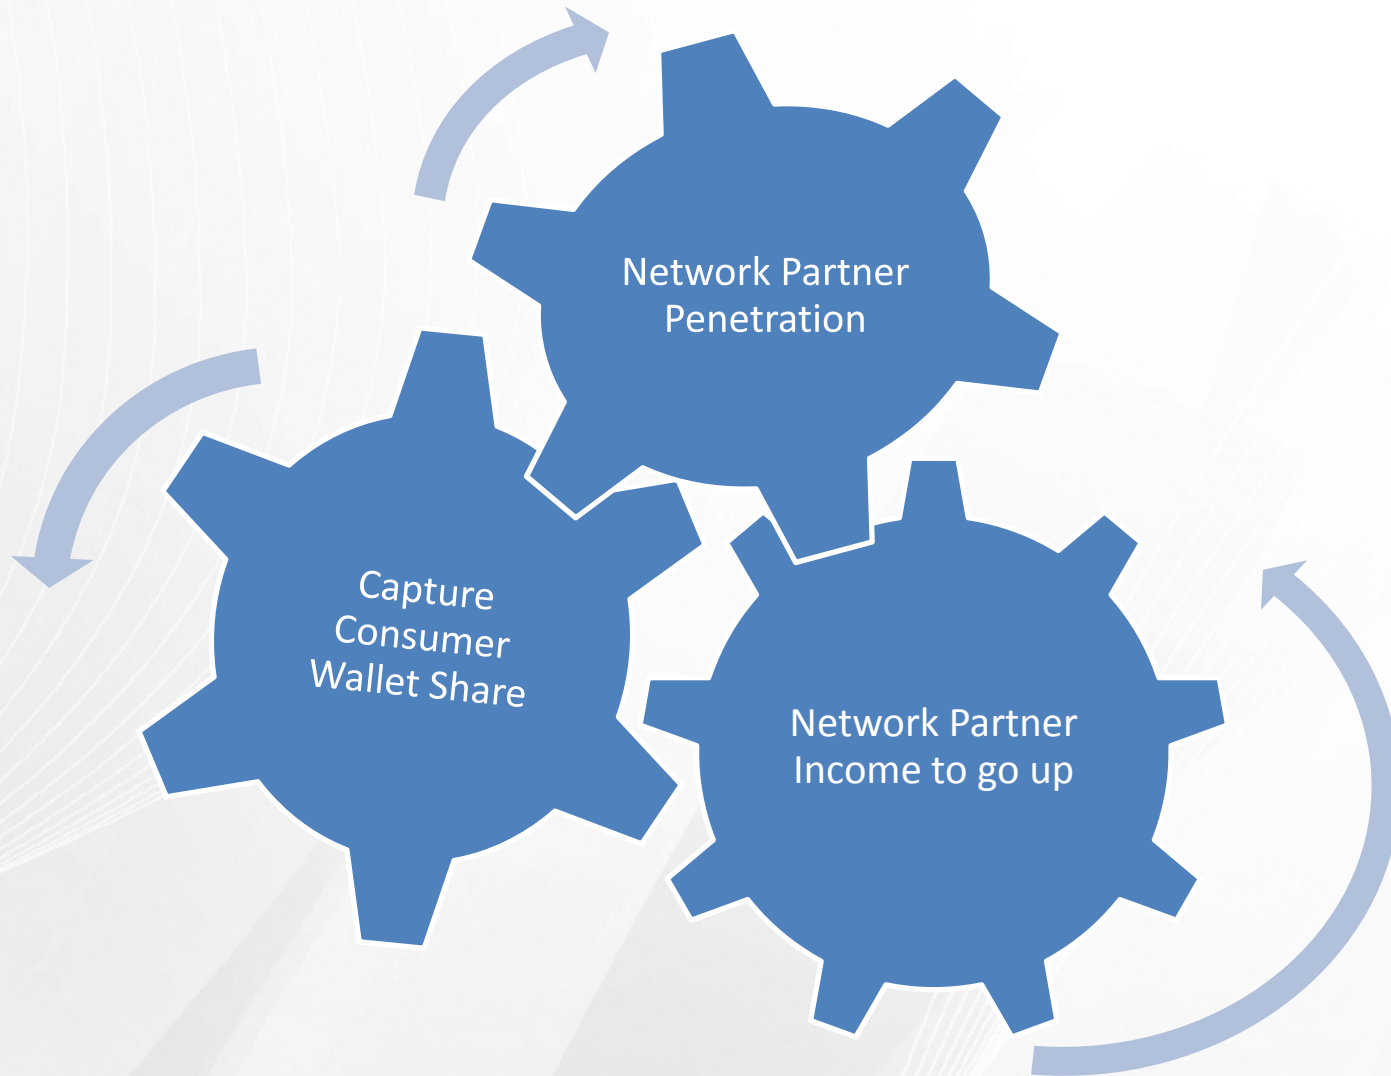 Network Partner
Penetration
Capture
Consumer
Wallet Share
Network Partner
Income to go up